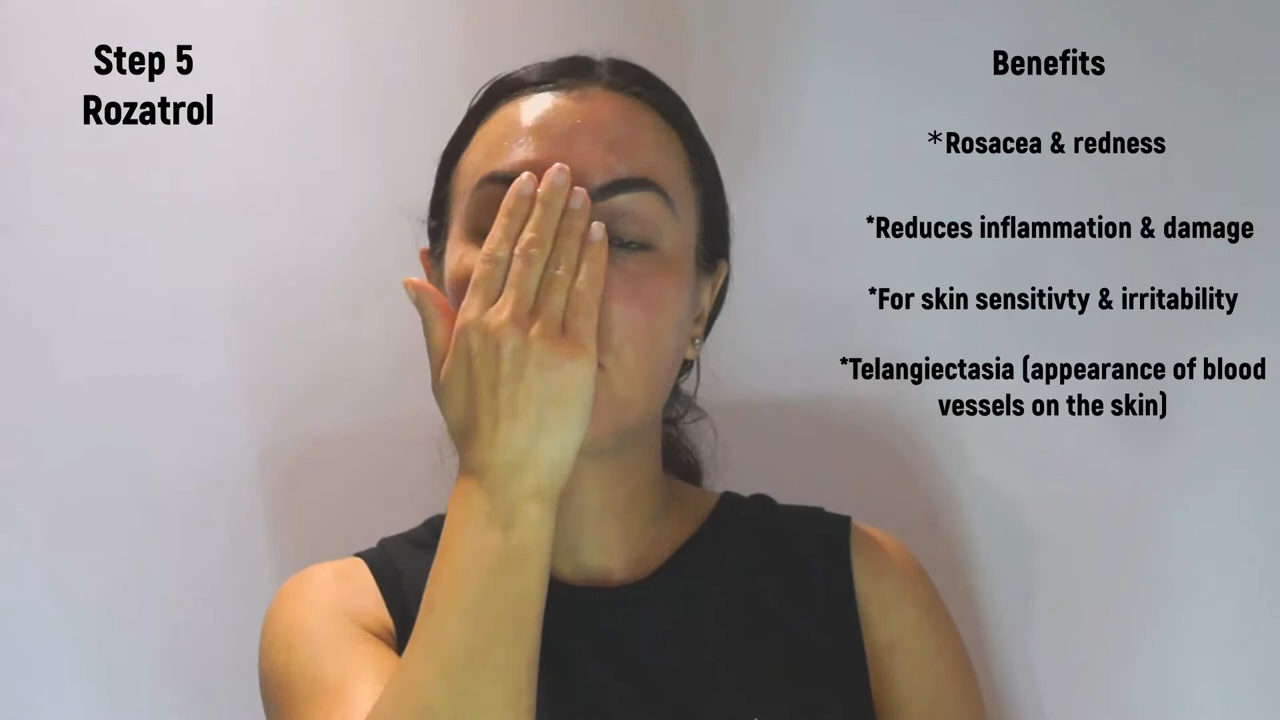 Step 5
Rozatrol
Benefits
*Rosacea & redness
*Reduces inflammation & damage
*For skin sensitivty & irritability
*Telangiectasia (appearance of blood
vessels on the skin)